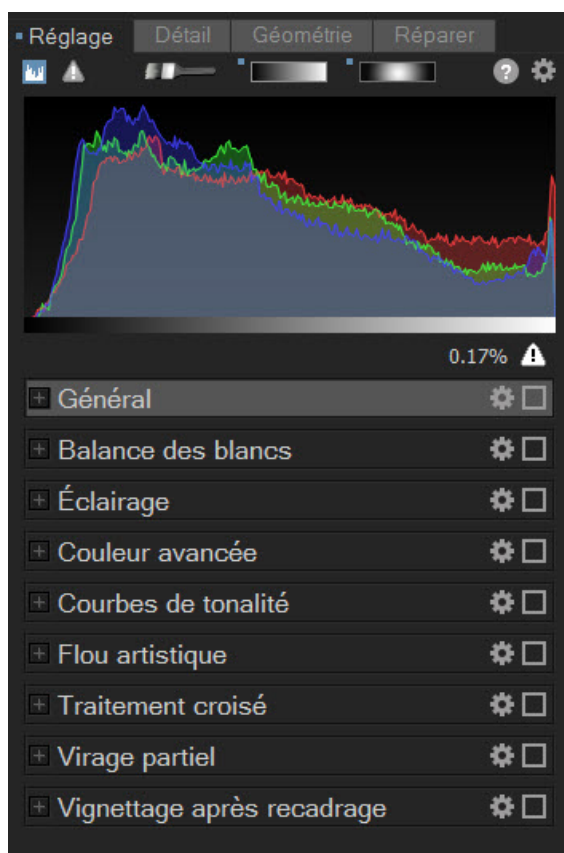 Réglage Détail Géométrie Réparer
?
0.17%
Général
Balance des blancs
Éclairage
Couleur avancée
Courbes de tonalité
Flou artistique
Traitement croisé
Virage partiel
Vignettage après recadrage